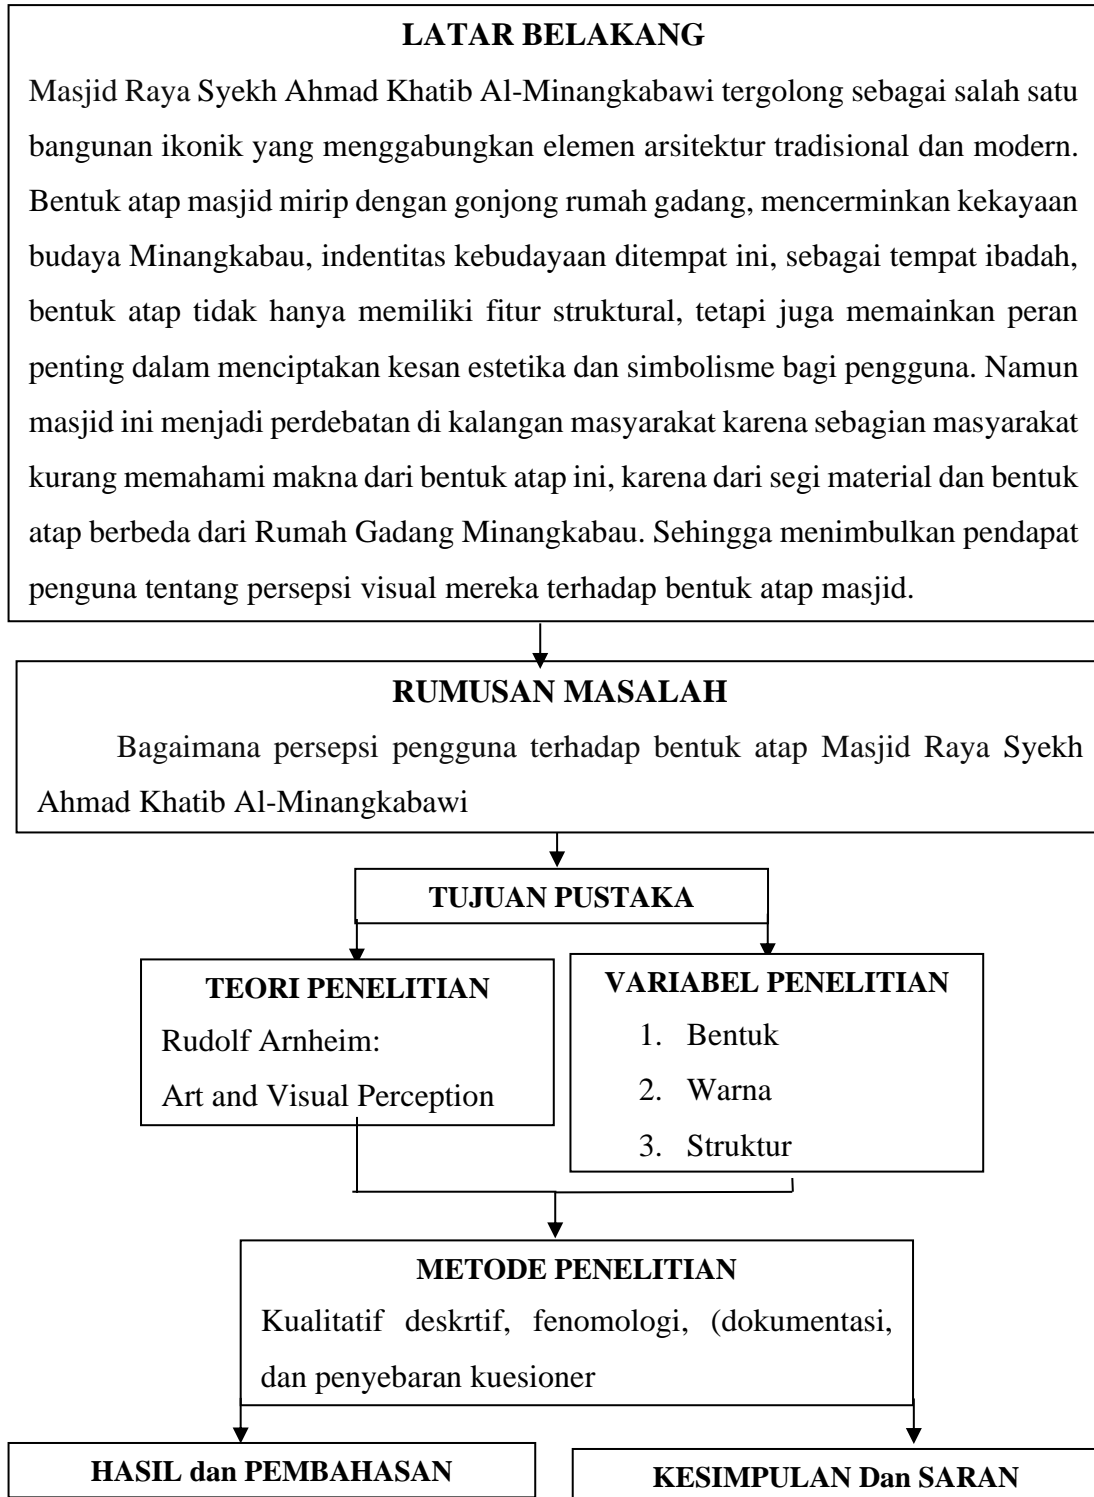 LATAR BELAKANG
Masjid Raya Syekh Ahmad Khatib Al-Minangkabawi tergolong sebagai salah satu
bangunan ikonik yang menggabungkan elemen arsitektur tradisional dan modern.
Bentuk atap masjid mirip dengan gonjong rumah gadang, mencerminkan kekayaan
budaya Minangkabau, indentitas kebudayaan ditempat ini, sebagai tempat ibadah,
bentuk atap tidak hanya memiliki fitur struktural, tetapi juga memainkan peran
penting dalam menciptakan kesan estetika dan simbolisme bagi pengguna. Namun
masjid ini menjadi perdebatan di kalangan masyarakat karena sebagian masyarakat
kurang memahami makna dari bentuk atap ini, karena dari segi material dan bentuk
atap berbeda dari Rumah Gadang Minangkabau. Sehingga menimbulkan pendapat
penguna tentang persepsi visual mereka terhadap bentuk atap masjid.
RUMUSAN MASALAH
Bagaimana persepsi pengguna terhadap bentuk atap Masjid Raya Syekh
Ahmad Khatib Al-Minangkabawi
TUJUAN PUSTAKA
TEORI PENELITIAN
Rudolf Arnheim:
Art and Visual Perception
VARIABEL PENELITIAN
1. Bentuk
2. Warna
3. Struktur
METODE PENELITIAN
Kualitatif deskrtif, fenomologi, (dokumentasi,
dan penyebaran kuesioner
HASIL dan PEMBAHASAN
KESIMPULAN Dan SARAN